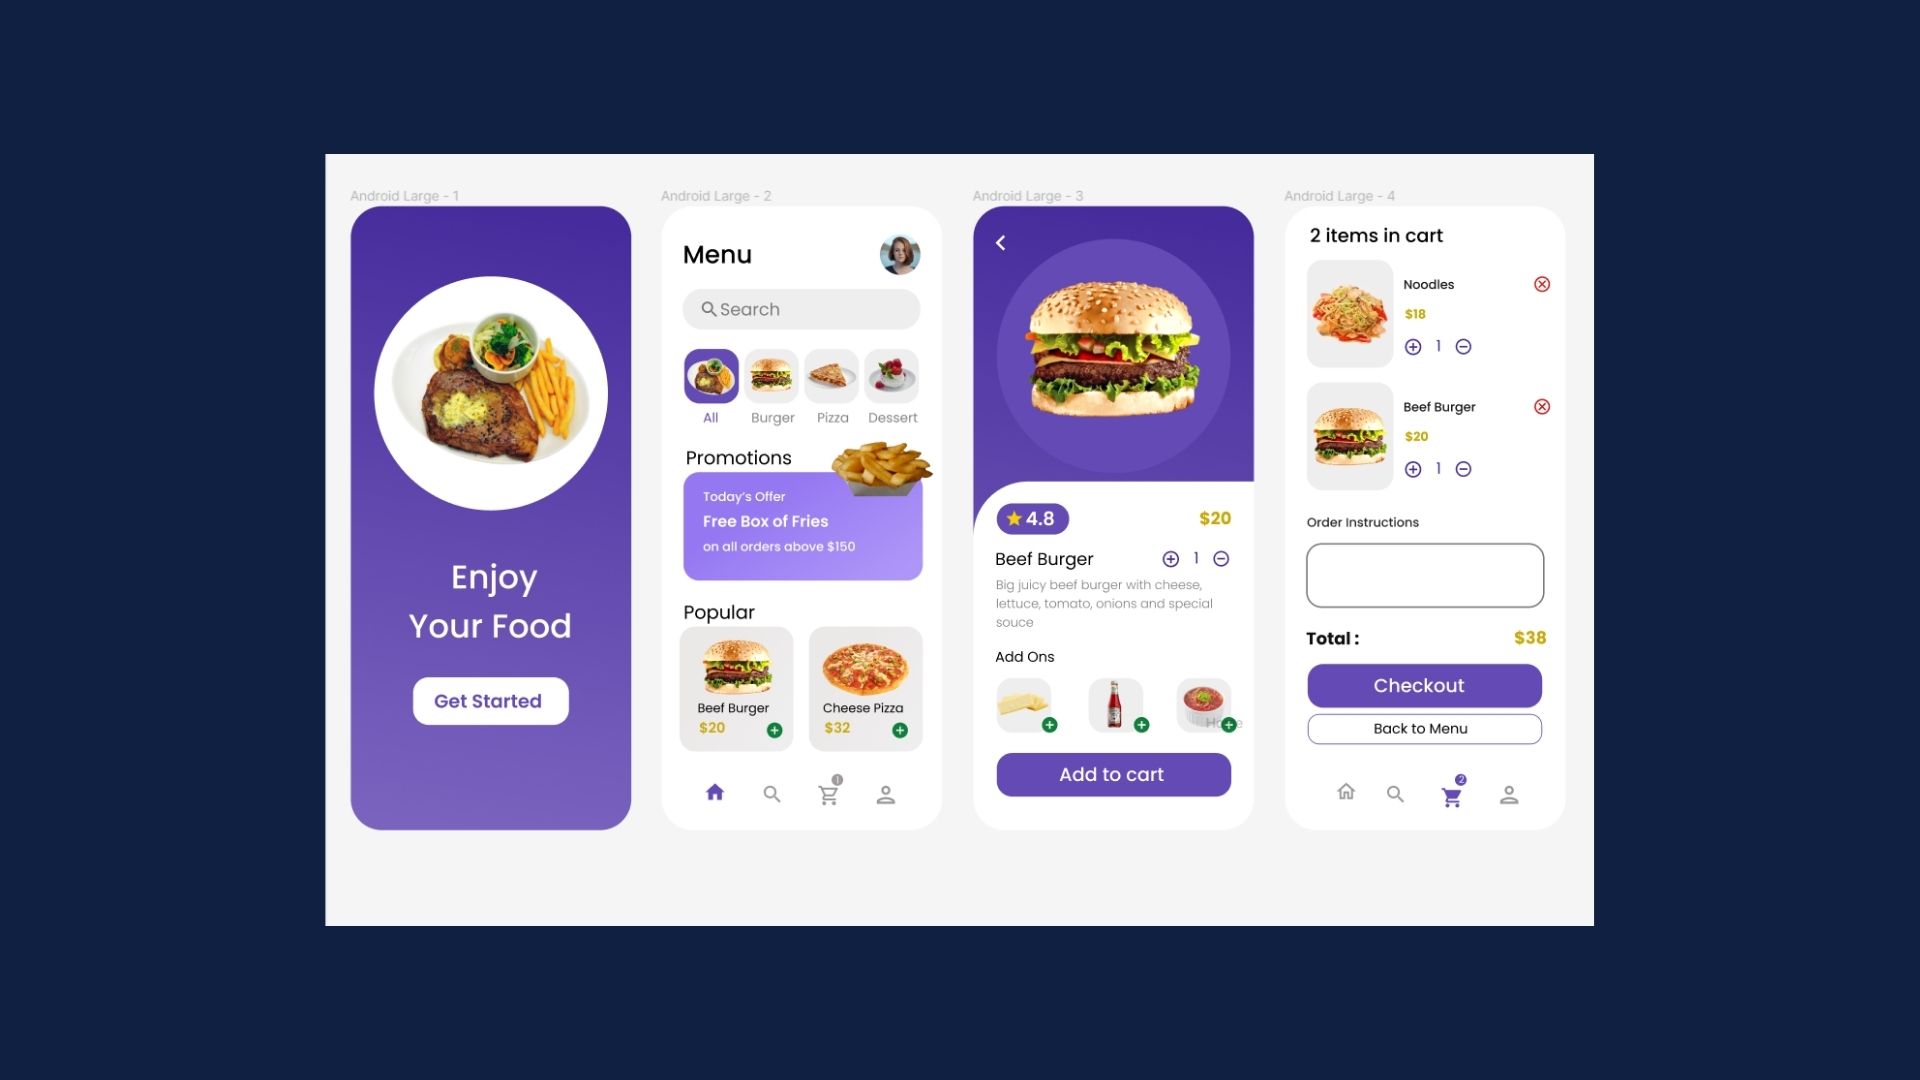 Android Large - 1
Enjoy
Your Food
Get Started
Android Large - 2
Menu
Search
All
Burger
Pizza
Dessert
Promotions
Today's Offer
Free Box of Fries
on all orders above $150
Popular
Beef Burger
$20
Cheese Pizza
$32
1
Android Large - 3
4.8
$20
Beef Burger
1
Big juicy beef burger with cheese,
lettuce, tomato, onions and special
souce
Add Ons
Add to cart
Android Large - 4
2 items in cart
Noodles
$18
1
Beef Burger
$20
1
Order Instructions
Total :
$38
Checkout
Back to Menu
2